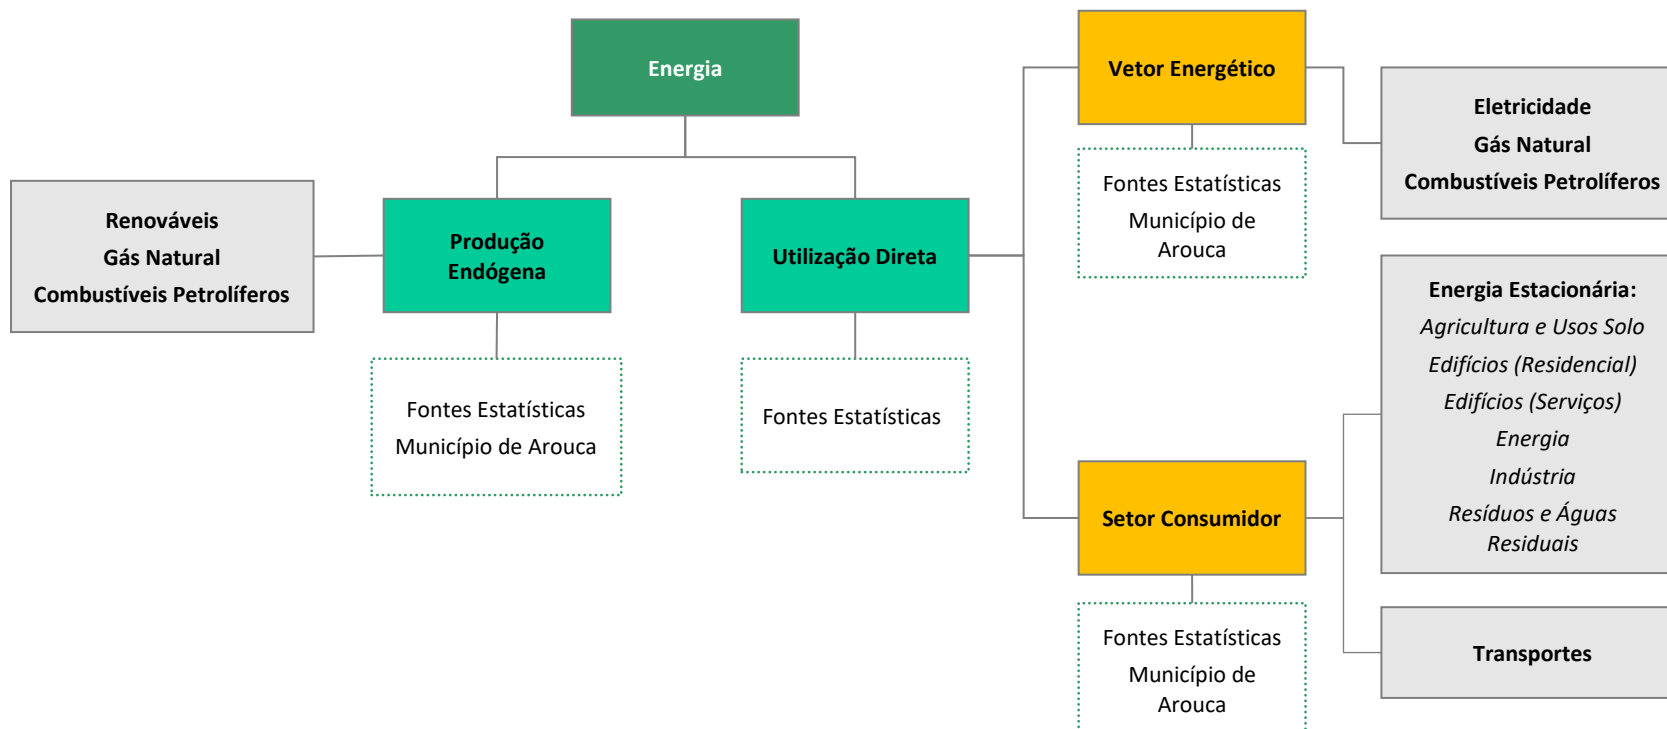 Energia
Vetor Energético
Eletricidade
Gás Natural
Combustíveis Petrolíferos
Fontes Estatísticas
Município de
Arouca
Renováveis
Gás Natural
Combustíveis Petrolíferos
Produção
Endógena
Utilização Direta
Fontes Estatísticas
Município de Arouca
Fontes Estatísticas
Energia Estacionária:
Agricultura e Usos Solo
Edifícios (Residencial)
Edifícios (Serviços)
Energia
Indústria
Resíduos e Águas
Residuais
Setor Consumidor
Fontes Estatísticas
Município de
Arouca
Transportes